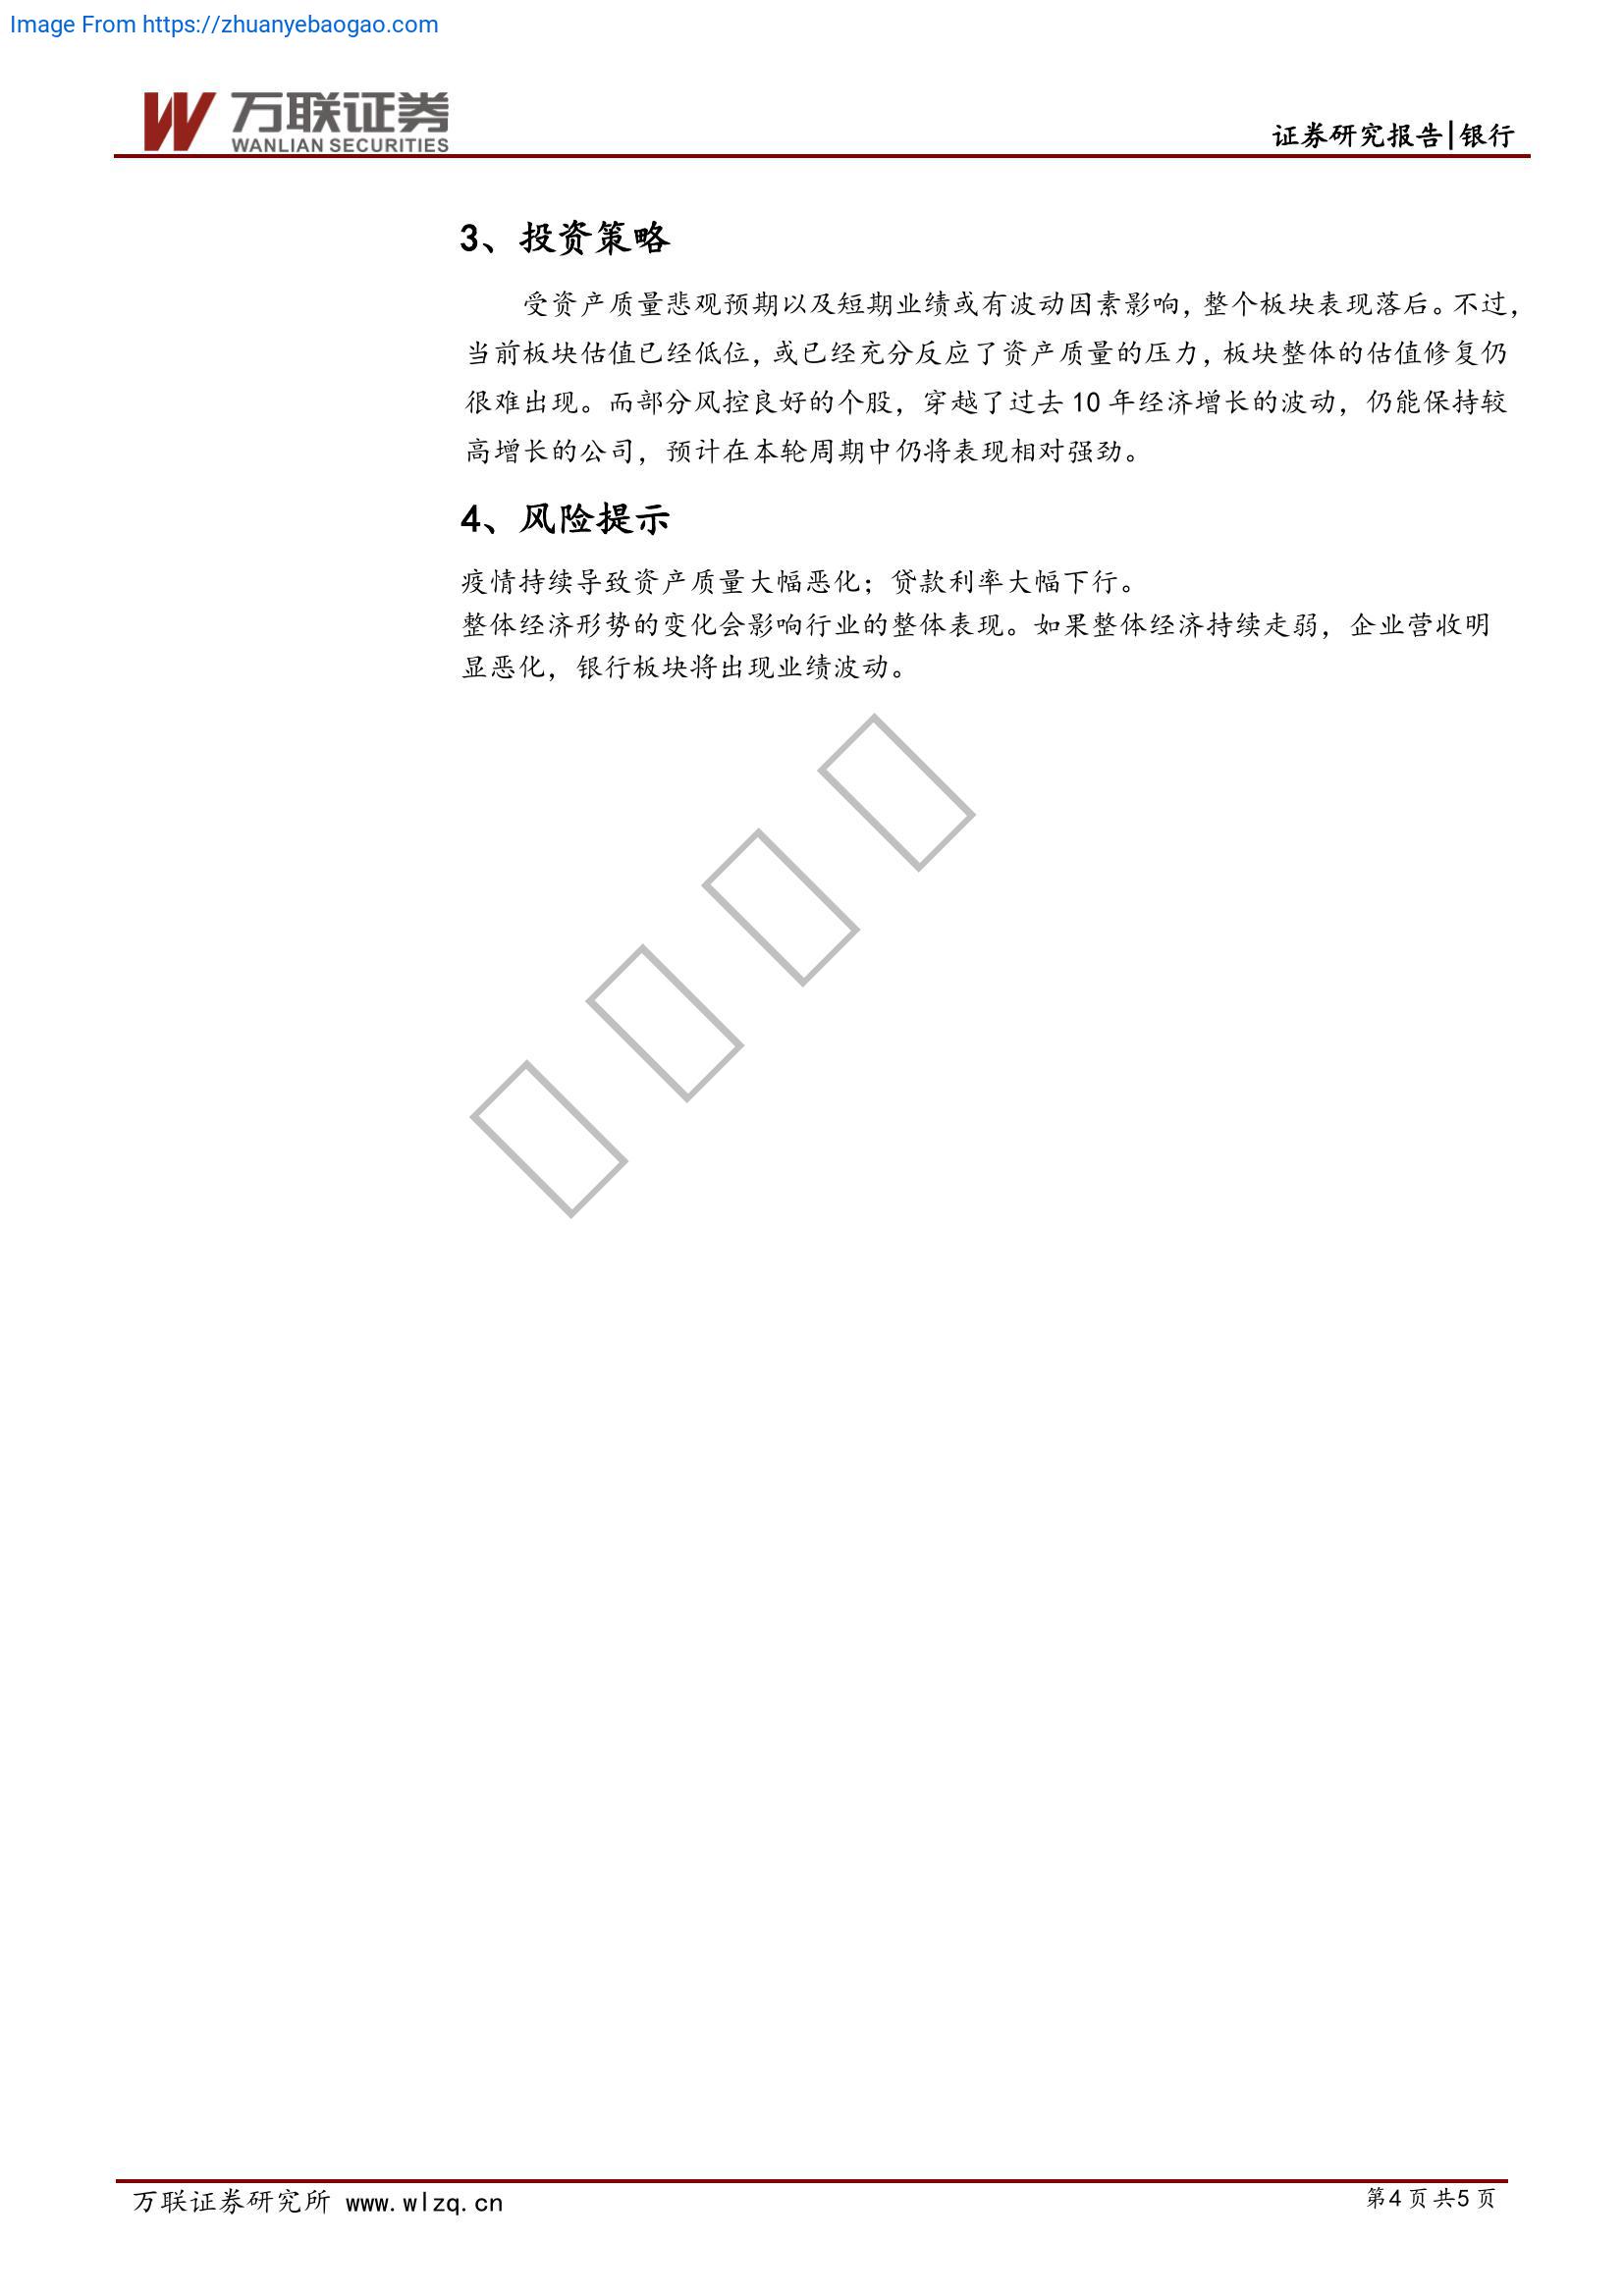 Image From https://zhuanyebaogao.com
万联证券
WANLIAN SECURITIES
证券研究报告|银行
3、投资策略
受资产质量悲观预期以及短期业绩或有波动因素影响，整个板块表现落后。不过，
当前板块估值已经低位，或已经充分反应了资产质量的压力，板块整体的估值修复仍
很难出现。而部分风控良好的个股，穿越了过去 10 年经济增长的波动，仍能保持较
高增长的公司，预计在本轮周期中仍将表现相对强劲。
4、风险提示
疫情持续导致资产质量大幅恶化；贷款利率大幅下行。
整体经济形势的变化会影响行业的整体表现。如果整体经济持续走弱，企业营收明
显恶化，银行板块将出现业绩波动。
万联证券研究所 www.wlzq.cn
第4 页 共5 页